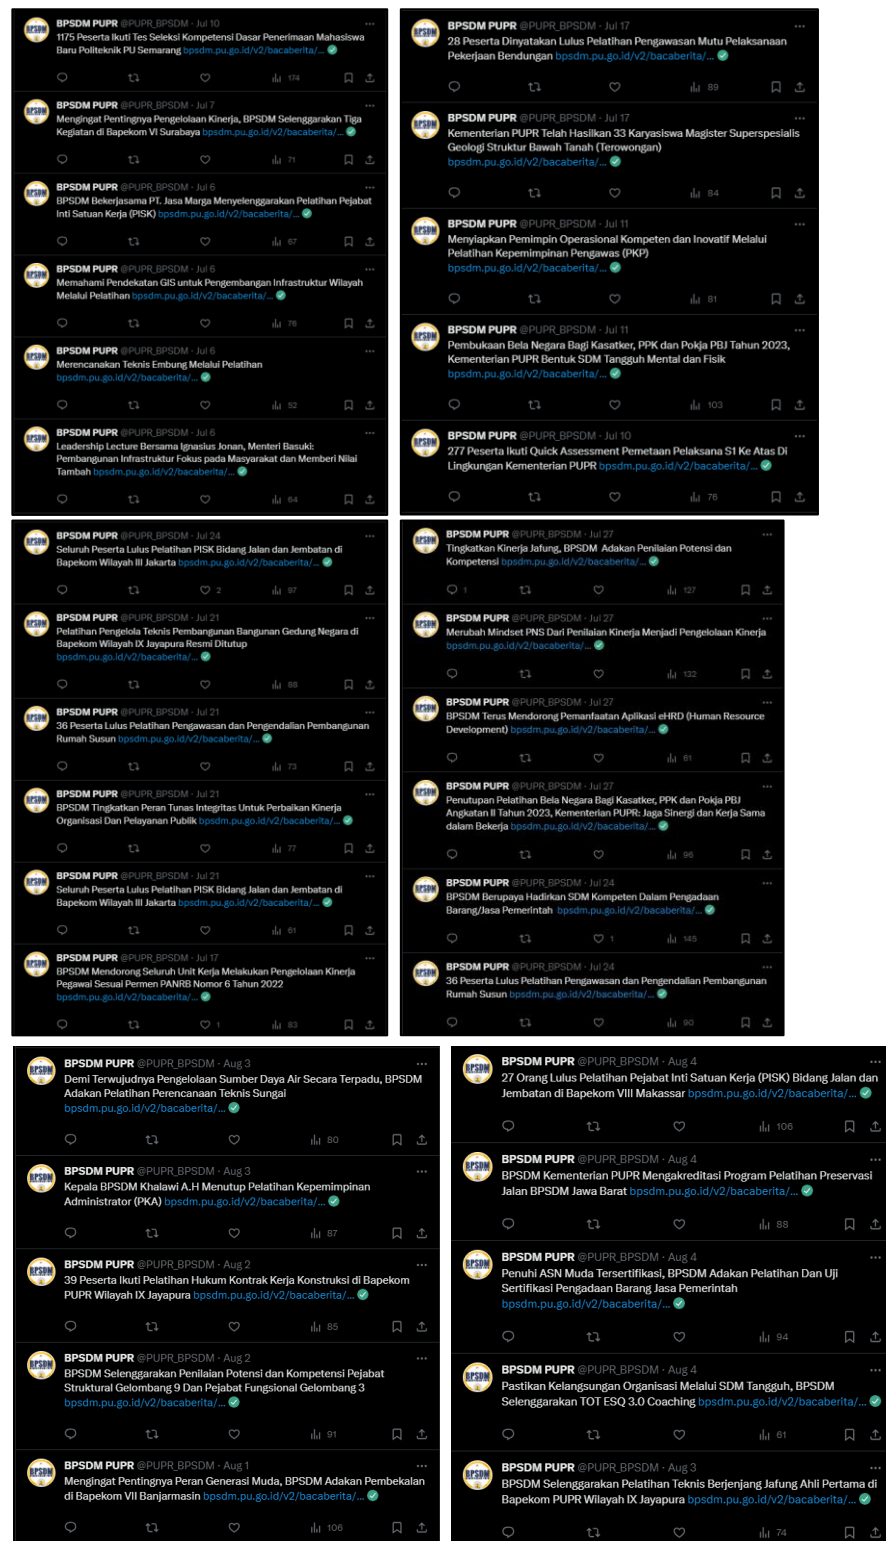 BPSDM PUPR @PUPR_BPSDM · Jul 10
1175 Peserta Ikuti Tes Seleksi Kompetensi Dasar Penerimaan Mahasiswa
Baru Politeknik PU Semarang bpsdm.pu.go.id/v2/bacaberita/...
174
BPSDM PUPR @PUPR_BPSDM · Jul 7
Mengingat Pentingnya Pengelolaan Kinerja, BPSDM Selenggarakan Tiga
Kegiatan di Bapekom VI Surabaya bpsdm.pu.go.id/v2/bacaberita/...
71
BPSDM PUPR @PUPR_BPSDM · Jul 6
BPSDM Bekerjasama PT. Jasa Marga Menyelenggarakan Pelatihan Pejabat
Inti Satuan Kerja (PISK) bpsdm.pu.go.id/v2/bacaberita/...
67
BPSDM PUPR @PUPR_BPSDM · Jul 6
Memahami Pendekatan GIS untuk Pengembangan Infrastruktur Wilayah
Melalui Pelatihan bpsdm.pu.go.id/v2/bacaberita/...
76
BPSDM PUPR @PUPR_BPSDM · Jul 6
Merencanakan Teknis Embung Melalui Pelatihan
bpsdm.pu.go.id/v2/bacaberita/...
52
BPSDM PUPR @PUPR_BPSDM · Jul 6
Leadership Lecture Bersama Ignasius Jonan, Menteri Basuki:
Pembangunan Infrastruktur Fokus pada Masyarakat dan Memberi Nilai
Tambah bpsdm.pu.go.id/v2/bacaberita/...
64
BPSDM PUPR @PUPR_BPSDM · Jul 17
28 Peserta Dinyatakan Lulus Pelatihan Pengawasan Mutu Pelaksanaan
Pekerjaan Bendungan bpsdm.pu.go.id/v2/bacaberita/...
89
BPSDM PUPR @PUPR_BPSDM · Jul 17
Kementerian PUPR Telah Hasilkan 33 Karyasiswa Magister Superspesialis
Geologi Struktur Bawah Tanah (Terowongan)
bpsdm.pu.go.id/v2/bacaberita/...
84
BPSDM PUPR @PUPR_BPSDM · Jul 11
Menyiapkan Pemimpin Operasional Kompeten dan Inovatif Melalui
Pelatihan Kepemimpinan Pengawas (PKP)
bpsdm.pu.go.id/v2/bacaberita/...
81
BPSDM PUPR @PUPR_BPSDM · Jul 11
Pembukaan Bela Negara Bagi Kasatker, PPK dan Pokja PBJ Tahun 2023,
Kementerian PUPR Bentuk SDM Tangguh Mental dan Fisik
bpsdm.pu.go.id/v2/bacaberita/...
103
BPSDM PUPR @PUPR_BPSDM · Jul 10
277 Peserta Ikuti Quick Assessment Pemetaan Pelaksana S1 Ke Atas Di
Lingkungan Kementerian PUPR bpsdm.pu.go.id/v2/bacaberita/...
76
BPSDM PUPR @PUPR_BPSDM · Jul 24
Seluruh Peserta Lulus Pelatihan PISK Bidang Jalan dan Jembatan di
Bapekom Wilayah III Jakarta bpsdm.pu.go.id/v2/bacaberita/...
2 97
BPSDM PUPR @PUPR_BPSDM · Jul 21
Pelatihan Pengelola Teknis Pembangunan Bangunan Gedung Negara di
Bapekom Wilayah IX Jayapura Resmi Ditutup
bpsdm.pu.go.id/v2/bacaberita/...
88
BPSDM PUPR @PUPR_BPSDM · Jul 21
36 Peserta Lulus Pelatihan Pengawasan dan Pengendalian Pembangunan
Rumah Susun bpsdm.pu.go.id/v2/bacaberita/...
73
BPSDM PUPR @PUPR_BPSDM · Jul 21
BPSDM Tingkatkan Peran Tunas Integritas Untuk Perbaikan Kinerja
Organisasi Dan Pelayanan Publik bpsdm.pu.go.id/v2/bacaberita/...
77
BPSDM PUPR @PUPR_BPSDM · Jul 21
Seluruh Peserta Lulus Pelatihan PISK Bidang Jalan dan Jembatan di
Bapekom Wilayah III Jakarta bpsdm.pu.go.id/v2/bacaberita/...
61
BPSDM PUPR @PUPR_BPSDM · Jul 17
BPSDM Mendorong Seluruh Unit Kerja Melakukan Pengelolaan Kinerja
Pegawai Sesuai Permen PANRB Nomor 6 Tahun 2022
bpsdm.pu.go.id/v2/bacaberita/...
1 83
BPSDM PUPR @PUPR_BPSDM · Jul 27
Tingkatkan Kinerja Jafung, BPSDM Adakan Penilaian Potensi dan
Kompetensi bpsdm.pu.go.id/v2/bacaberita/...
1 127
BPSDM PUPR @PUPR_BPSDM · Jul 27
Merubah Mindset PNS Dari Penilaian Kinerja Menjadi Pengelolaan Kinerja
bpsdm.pu.go.id/v2/bacaberita/...
132
BPSDM PUPR @PUPR_BPSDM · Jul 27
BPSDM Terus Mendorong Pemanfaatan Aplikasi eHRD (Human Resource
Development) bpsdm.pu.go.id/v2/bacaberita/...
61
BPSDM PUPR @PUPR_BPSDM · Jul 27
Penutupan Pelatihan Bela Negara Bagi Kasatker, PPK dan Pokja PBJ
Angkatan II Tahun 2023, Kementerian PUPR: Jaga Sinergi dan Kerja Sama
dalam Bekerja bpsdm.pu.go.id/v2/bacaberita/...
96
BPSDM PUPR @PUPR_BPSDM · Jul 24
BPSDM Berupaya Hadirkan SDM Kompeten Dalam Pengadaan
Barang/Jasa Pemerintah bpsdm.pu.go.id/v2/bacaberita/...
1 145
BPSDM PUPR @PUPR_BPSDM · Jul 24
36 Peserta Lulus Pelatihan Pengawasan dan Pengendalian Pembangunan
Rumah Susun bpsdm.pu.go.id/v2/bacaberita/...
90
BPSDM PUPR @PUPR_BPSDM · Aug 3
Demi Terwujudnya Pengelolaan Sumber Daya Air Secara Terpadu, BPSDM
Adakan Pelatihan Perencanaan Teknis Sungai
bpsdm.pu.go.id/v2/bacaberita/...
80
BPSDM PUPR @PUPR_BPSDM · Aug 3
Kepala BPSDM Khalawi A.H Menutup Pelatihan Kepemimpinan
Administrator (PKA) bpsdm.pu.go.id/v2/bacaberita/...
87
BPSDM PUPR @PUPR_BPSDM · Aug 2
39 Peserta Ikuti Pelatihan Hukum Kontrak Kerja Konstruksi di Bapekom
PUPR Wilayah IX Jayapura bpsdm.pu.go.id/v2/bacaberita/...
85
BPSDM PUPR @PUPR_BPSDM · Aug 2
BPSDM Selenggarakan Penilaian Potensi dan Kompetensi Pejabat
Struktural Gelombang 9 Dan Pejabat Fungsional Gelombang 3
bpsdm.pu.go.id/v2/bacaberita/...
91
BPSDM PUPR @PUPR_BPSDM · Aug 1
Mengingat Pentingnya Peran Generasi Muda, BPSDM Adakan Pembekalan
di Bapekom VII Banjarmasin bpsdm.pu.go.id/v2/bacaberita/...
106
BPSDM PUPR @PUPR_BPSDM · Aug 4
27 Orang Lulus Pelatihan Pejabat Inti Satuan Kerja (PISK) Bidang Jalan dan
Jembatan di Bapekom VIII Makassar bpsdm.pu.go.id/v2/bacaberita/...
106
BPSDM PUPR @PUPR_BPSDM · Aug 4
BPSDM Kementerian PUPR Mengakreditasi Program Pelatihan Preservasi
Jalan BPSDM Jawa Barat bpsdm.pu.go.id/v2/bacaberita/...
88
BPSDM PUPR @PUPR_BPSDM · Aug 4
Penuhi ASN Muda Tersertifikasi, BPSDM Adakan Pelatihan Dan Uji
Sertifikasi Pengadaan Barang Jasa Pemerintah
bpsdm.pu.go.id/v2/bacaberita/...
94
BPSDM PUPR @PUPR_BPSDM · Aug 4
Pastikan Kelangsungan Organisasi Melalui SDM Tangguh, BPSDM
Selenggarakan TOT ESQ 3.0 Coaching bpsdm.pu.go.id/v2/bacaberita/...
61
BPSDM PUPR @PUPR_BPSDM · Aug 3
BPSDM Selenggarakan Pelatihan Teknis Berjenjang Jafung Ahli Pertama di
Bapekom PUPR Wilayah IX Jayapura bpsdm.pu.go.id/v2/bacaberita/...
74